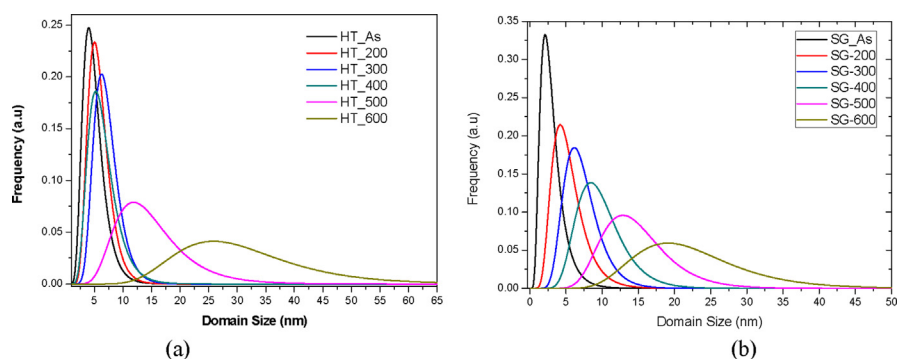 (a)
HT_As
HT_200
HT_300
HT_400
HT_500
HT_600
Frequency (a.u)
0.25
0.20
0.15
0.10
0.05
0.00
5 10 15 20 25 30 35 40 45 50 55 60 65
Domain Size (nm)
(a)
(b)
SG_As
SG-200
SG-300
SG-400
SG-500
SG-600
Frequency (a.u)
0.35
0.30
0.25
0.20
0.15
0.10
0.05
0.00
0 5 10 15 20 25 30 35 40 45 50
Domain Size (nm)
(b)